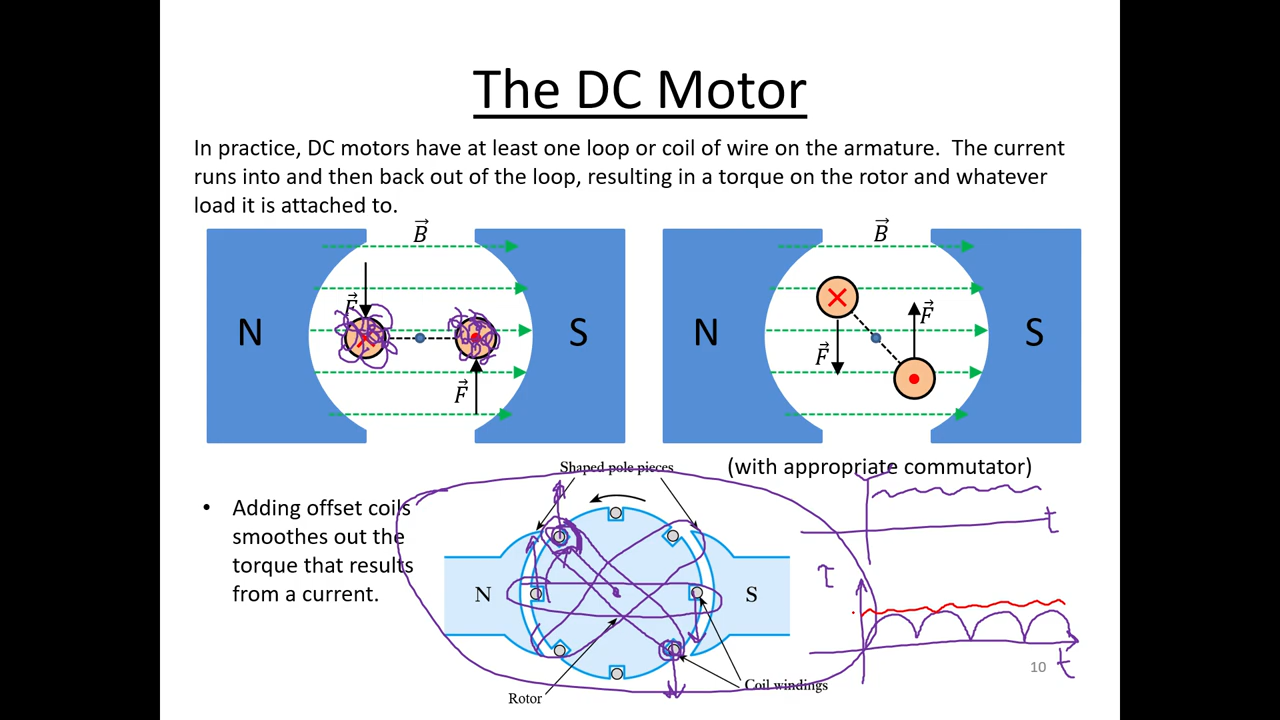 The DC Motor
In practice, DC motors have at least one loop or coil of wire on the armature. The current
runs into and then back out of the loop, resulting in a torque on the rotor and whatever
load it is attached to.
B
B
F
F
N
S
N
S
F
F
Shaped pole pieces
(with appropriate commutator)
• Adding offset coils
smoothes out the
torque that results
from a current.
t
τ
N
S
t
10
Coil windings
Rotor